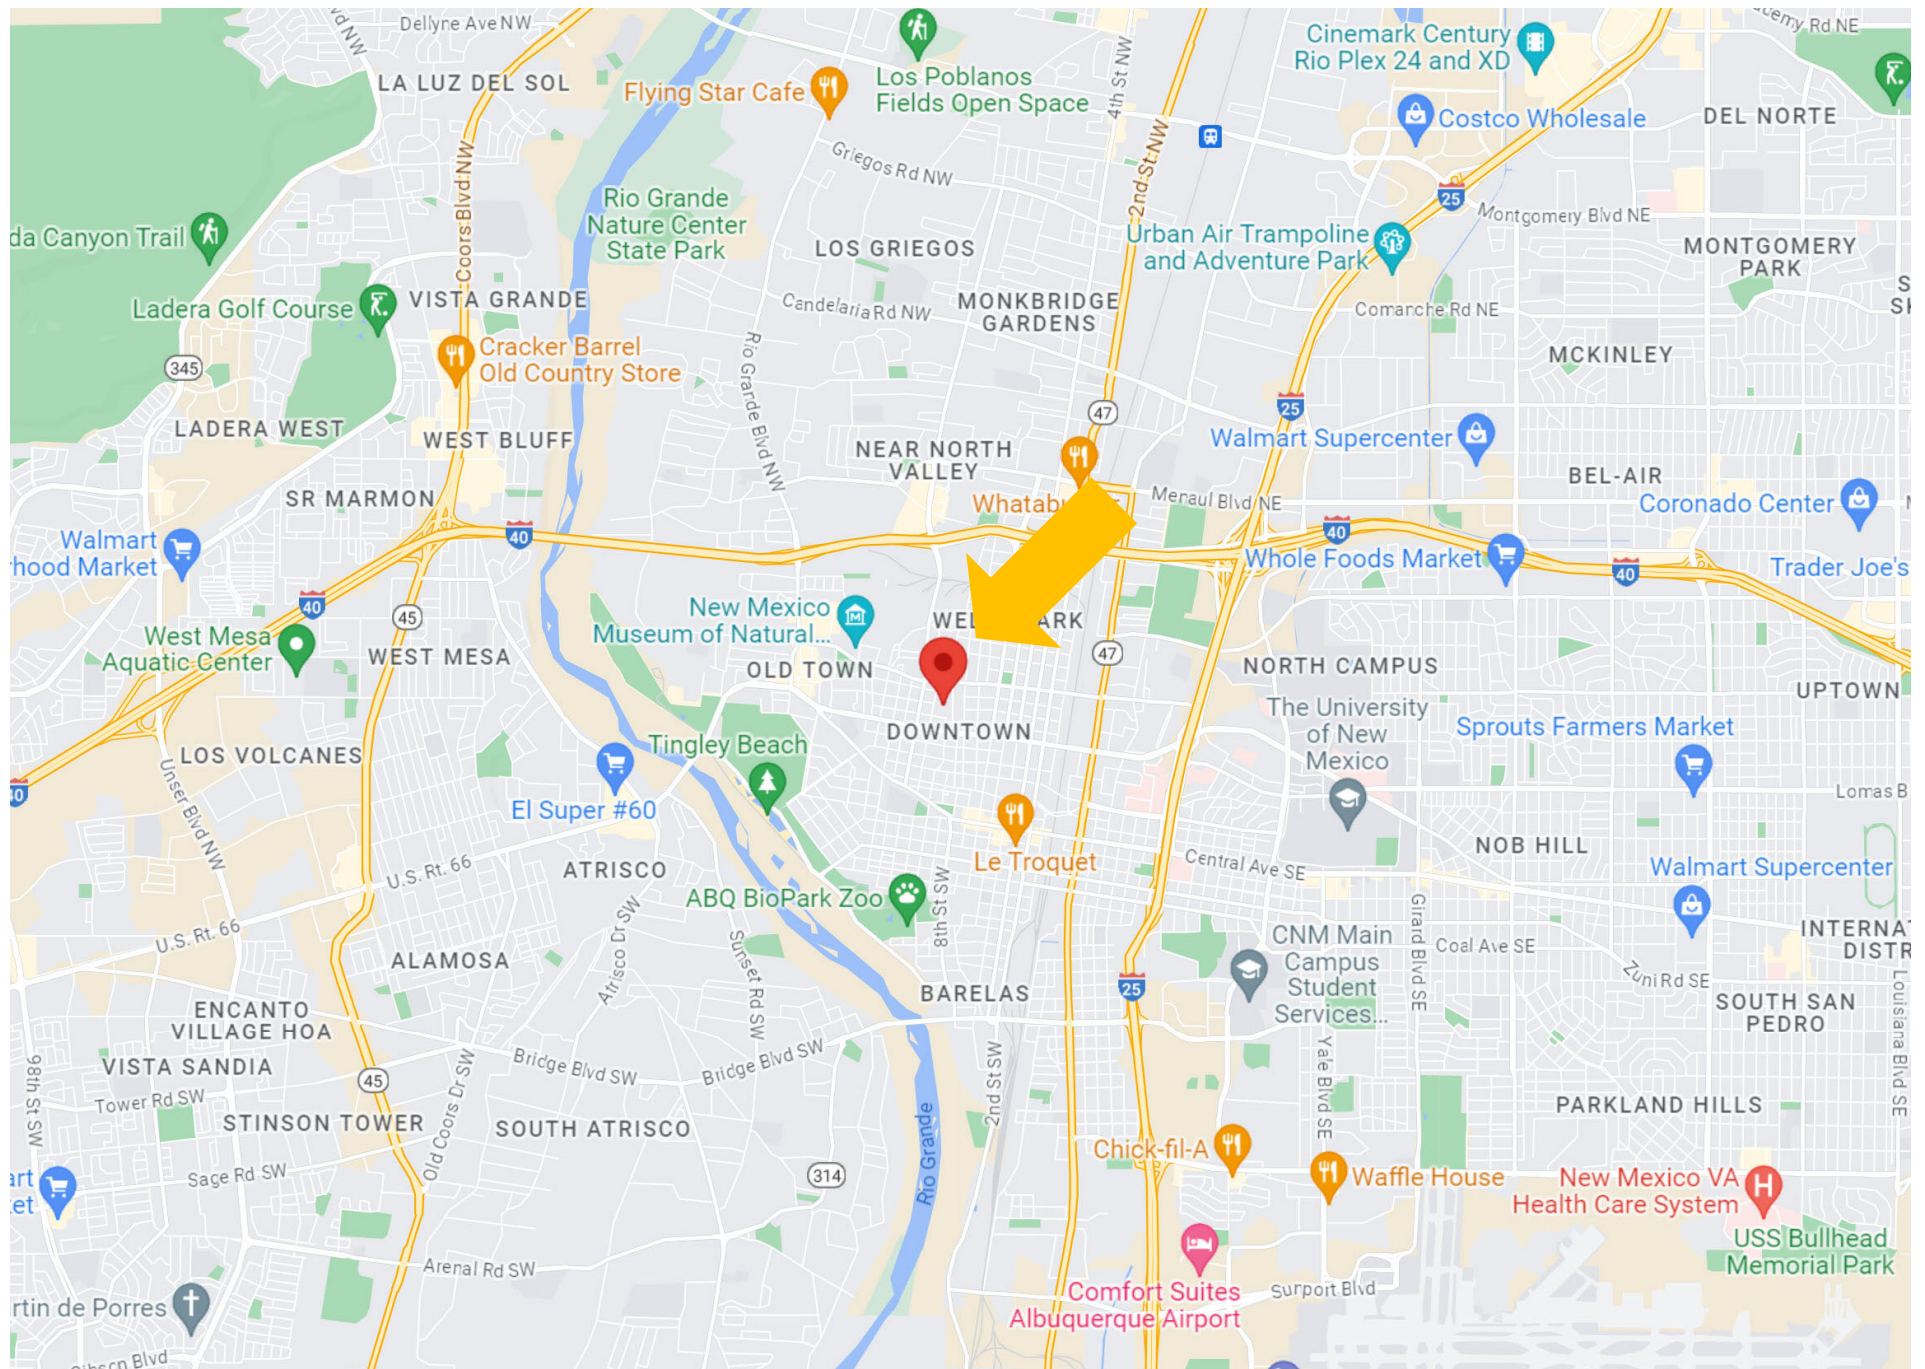 Dellyne Ave NW
Cinemark Century
Rio Plex 24 and XD
LA LUZ DEL SOL
Flying Star Cafe
Los Poblanos
Fields Open Space
4th St NW
Costco Wholesale
DEL NORTE
Griegos Rd NW
2nd St NW
Coors Blvd NW
Rio Grande
Nature Center
State Park
25
Montgomery Blvd NE
da Canyon Trail
LOS GRIEGOS
Urban Air Trampoline
and Adventure Park
MONTGOMERY
PARK
Ladera Golf Course
VISTA GRANDE
Candelaria Rd NW
MONKBRIDGE
GARDENS
Comarche Rd NE
Cracker Barrel
Old Country Store
345
Rio Grande Blvd NW
MCKINLEY
47
25
LADERA WEST
WEST BLUFF
NEAR NORTH
VALLEY
Walmart Supercenter
BEL-AIR
SR MARMON
Menaul Blvd NE
Coronado Center
Walmart
hood Market
40
40
Whole Foods Market
40
Trader Joe's
40
45
New Mexico
Museum of Natural...
West Mesa
Aquatic Center
WEST MESA
OLD TOWN
47
NORTH CAMPUS
UPTOWN
DOWNTOWN
The University
of New
Mexico
Sprouts Farmers Market
LOS VOLCANES
Tingley Beach
Unser Blvd NW
El Super #60
Lomas B
NOB HILL
Le Troquet
Central Ave SE
Walmart Supercenter
U.S. Rt. 66
ATRISCO
ABQ BioPark Zoo
8th St SW
Girard Blvd SE
U.S. Rt. 66
Atrisco Dr SW
Sunset Rd SW
CNM Main
Campus
Student
Services...
Coal Ave SE
Zuni Rd SE
INTERNAT
DISTR
ALAMOSA
25
BARELAS
Louisiana Blvd SE
ENCANTO
VILLAGE HOA
SOUTH SAN
PEDRO
VISTA SANDIA
98th St SW
Bridge Blvd SW
Bridge Blvd SW
2nd St SW
Yale Blvd SE
45
Tower Rd SW
Old Coors Dr SW
STINSON TOWER
SOUTH ATRISCO
Rio Grande
PARKLAND HILLS
Chick-fil-A
Waffle House
Sage Rd SW
314
New Mexico VA
Health Care System
Arenal Rd SW
USS Bullhead
Memorial Park
Comfort Suites
Albuquerque Airport
Surport Blvd
rtin de Porres
Gibson Blvd